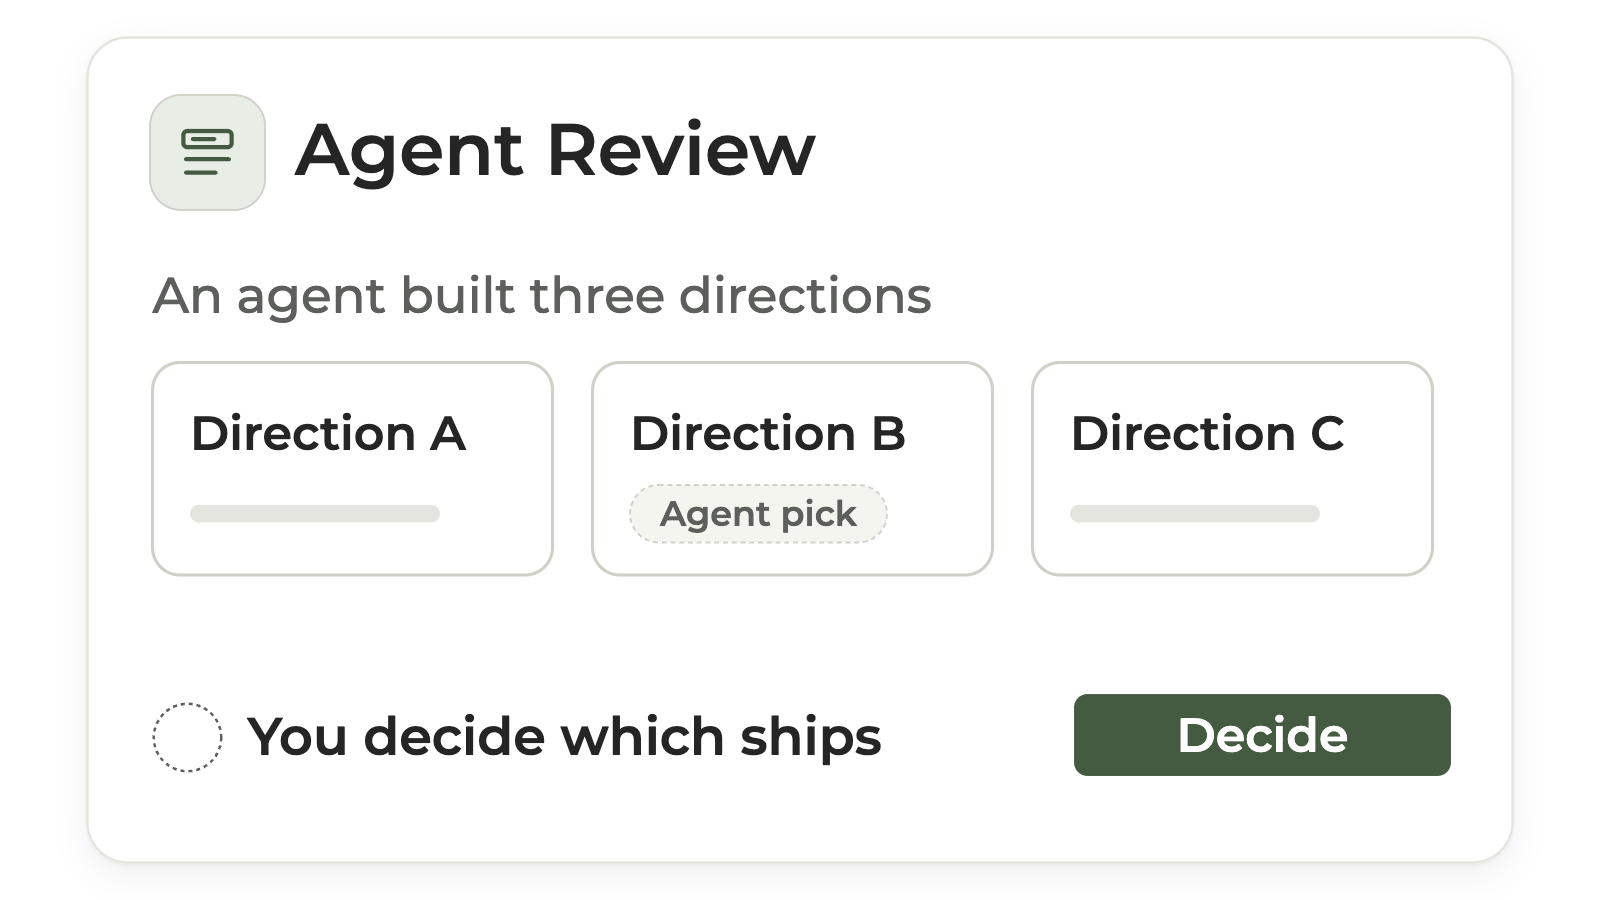 Agent Review
An agent built three directions
Direction A
Direction B
Agent pick
Direction C
You decide which ships
Decide